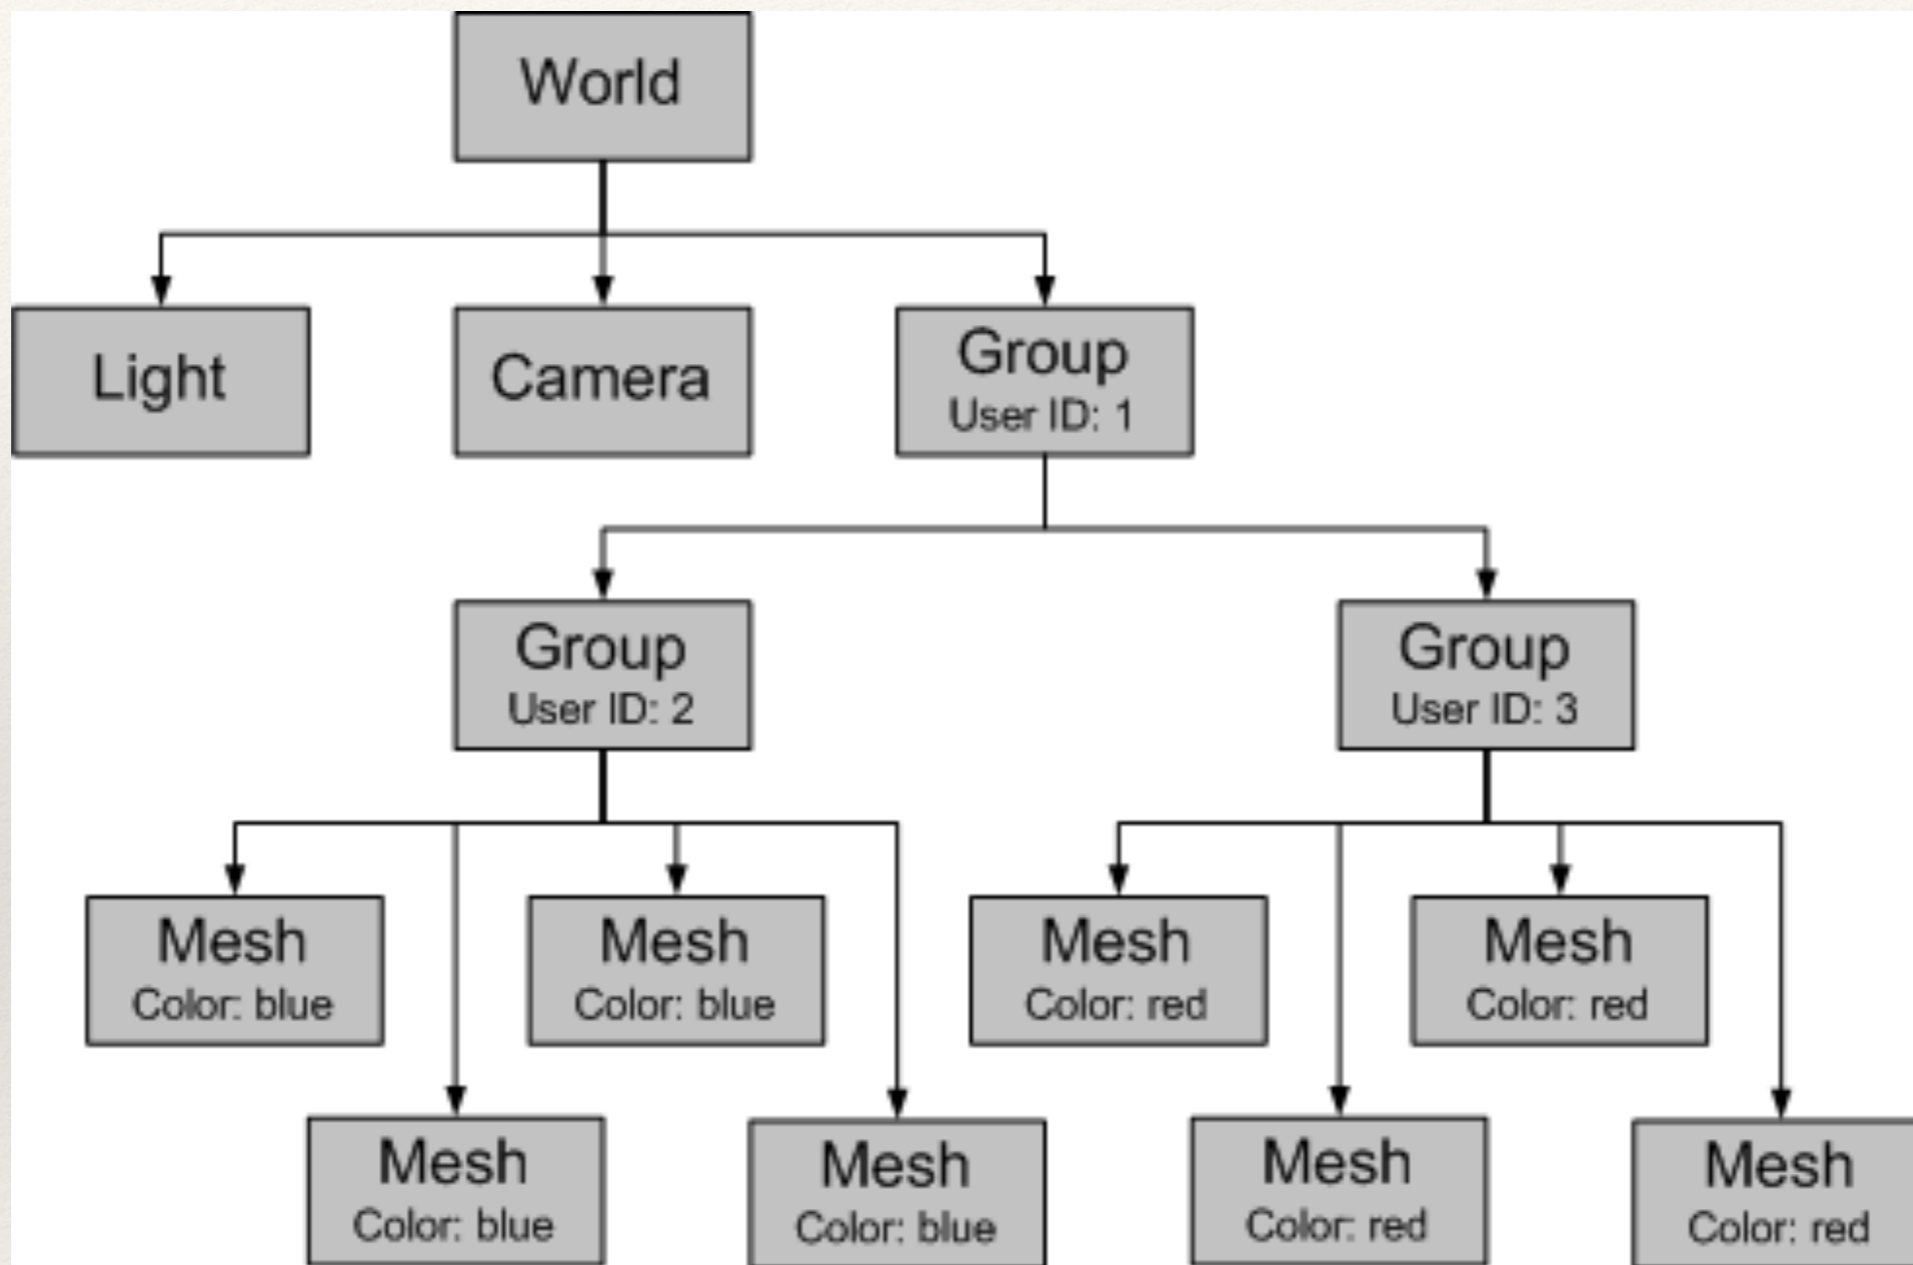 World
Light
Camera
Group
User ID: 1
Group
User ID: 2
Group
User ID: 3
Mesh
Color: blue
Mesh
Color: blue
Mesh
Color: red
Mesh
Color: red
Mesh
Color: blue
Mesh
Color: blue
Mesh
Color: red
Mesh
Color: red